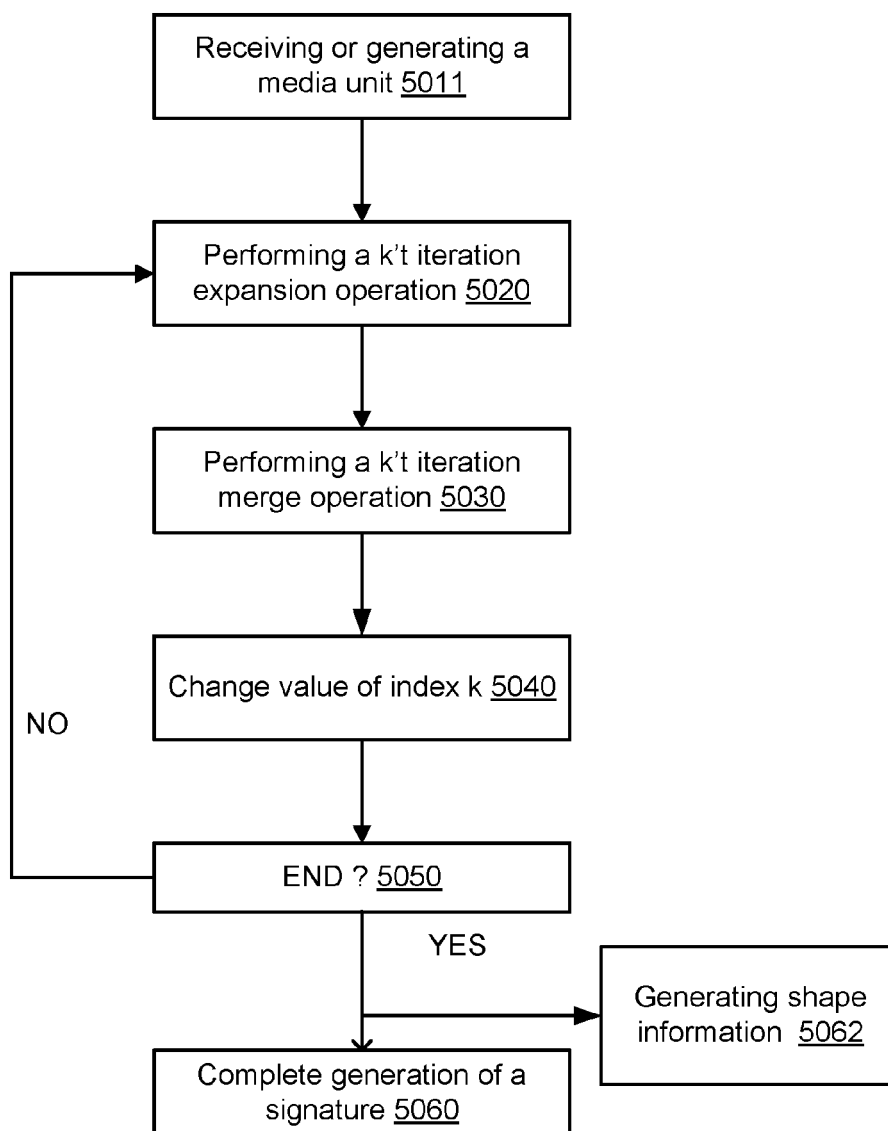 Receiving or generating a
media unit 5011
Performing a k't iteration
expansion operation 5020
Performing a k't iteration
merge operation 5030
Change value of index k 5040
NO
END ? 5050
YES
Generating shape
information 5062
Complete generation of a
signature 5060